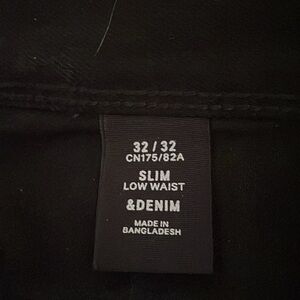 32 / 32
CN175/82A
SLIM
LOW WAIST
&DENIM
MADE IN
BANGLADESH